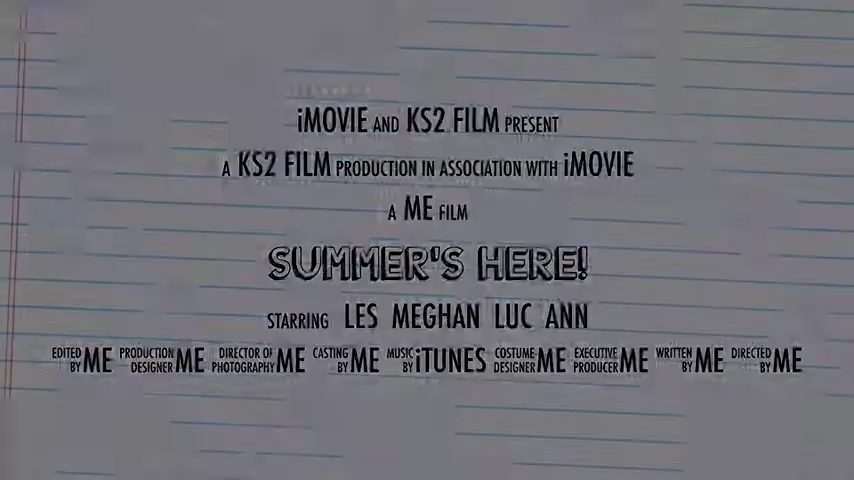 iMOVIE AND KS2 FILM PRESENT
A KS2 FILM PRODUCTION IN ASSOCIATION WITH iMOVIE
A ME FILM
SUMMER'S HERE!
STARRING LES MEGHAN LUC ANN
EDITED BY ME PRODUCTION DESIGNER ME DIRECTOR OF PHOTOGRAPHY ME CASTING BY ME MUSIC BY iTUNES COSTUME DESIGNER ME EXECUTIVE PRODUCER ME WRITTEN BY ME DIRECTED BY ME